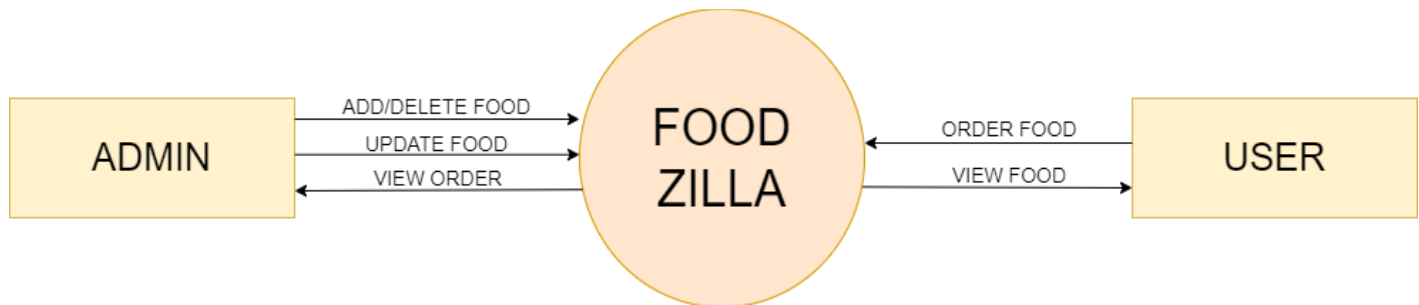 ADMIN
ADD/DELETE FOOD
UPDATE FOOD
VIEW ORDER
FOOD
ZILLA
ORDER FOOD
VIEW FOOD
USER